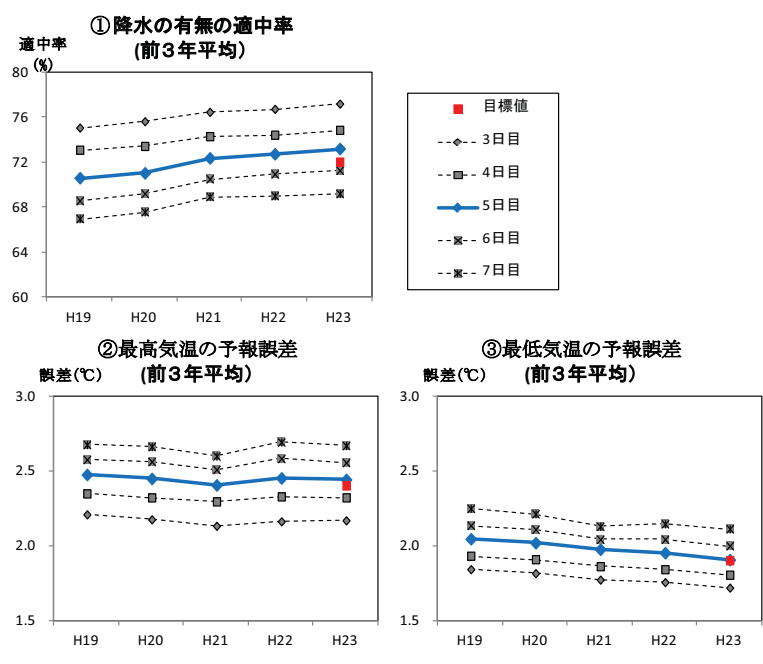 ①降水の有無の適中率
(前３年平均）
適中率
(%)
80
76
72
68
64
60
H19 H20 H21 H22 H23
目標値
3日目
4日目
5日目
6日目
7日目
②最高気温の予報誤差
(前３年平均）
誤差(℃)
3.0
2.5
2.0
1.5
H19 H20 H21 H22 H23
③最低気温の予報誤差
(前３年平均）
誤差(℃)
3.0
2.5
2.0
1.5
H19 H20 H21 H22 H23